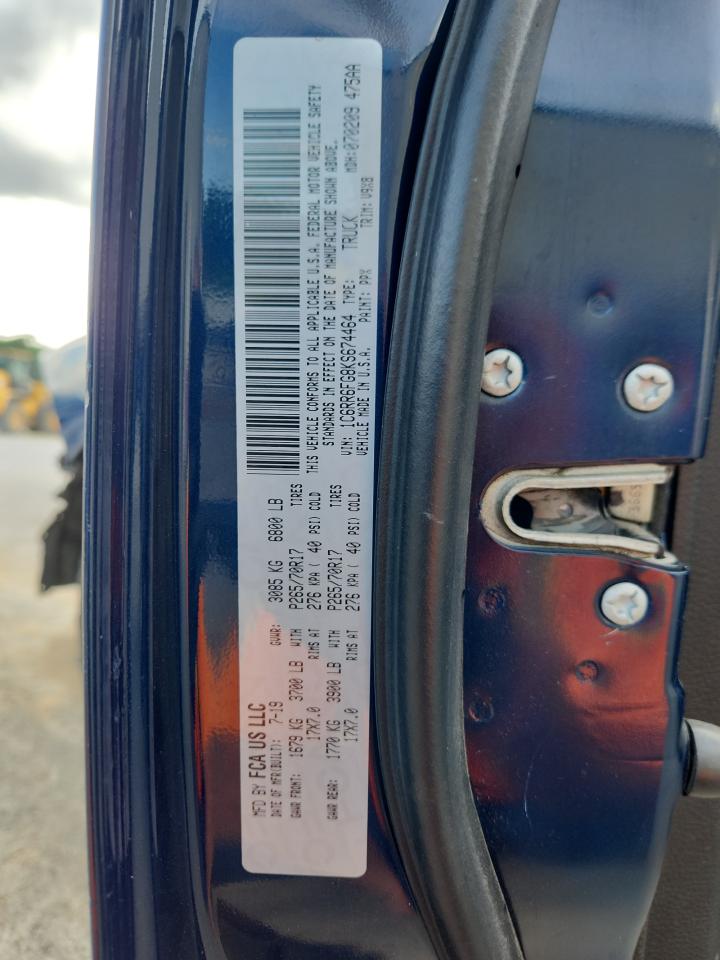 MFD BY FCA US LLC
DATE OF MFR(BUILT): 7-19 GVWR: 3085 KG 6800 LB
GAWR FRONT: 1679 KG 3700 LB WITH P265/70R17 TIRES
17X7.0 RIMS AT 276 KPA ( 40 PSI) COLD
GAWR REAR: 1770 KG 3900 LB WITH P265/70R17 TIRES
17X7.0 RIMS AT 276 KPA ( 40 PSI) COLD
THIS VEHICLE CONFORMS TO ALL APPLICABLE U.S.A. FEDERAL MOTOR VEHICLE SAFETY
STANDARDS IN EFFECT ON THE DATE OF MANUFACTURE SHOWN ABOVE.
VIN: 1C6RR6FG8KS674464 TYPE: TRUCK MDH:070209 475AA
VEHICLE MADE IN U.S.A. PAINT: PPX TRIM: V9X8